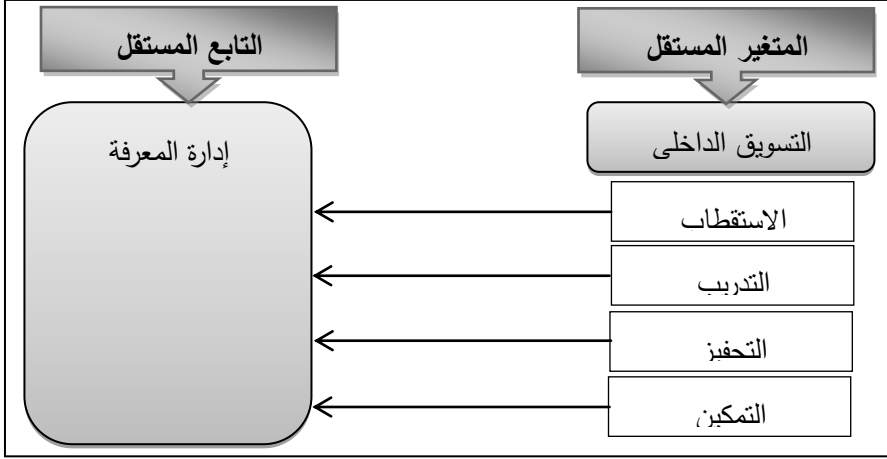 المتغير المستقل
التابع المستقل
التسويق الداخلى
إدارة المعرفة
الاستقطاب
التدريب
التحفيز
التمكين